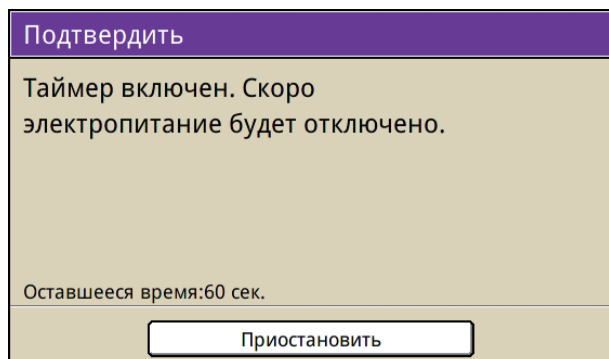 Подтвердить
Таймер включен. Скоро
электропитание будет отключено.
Оставшееся время:60 сек.
Приостановить